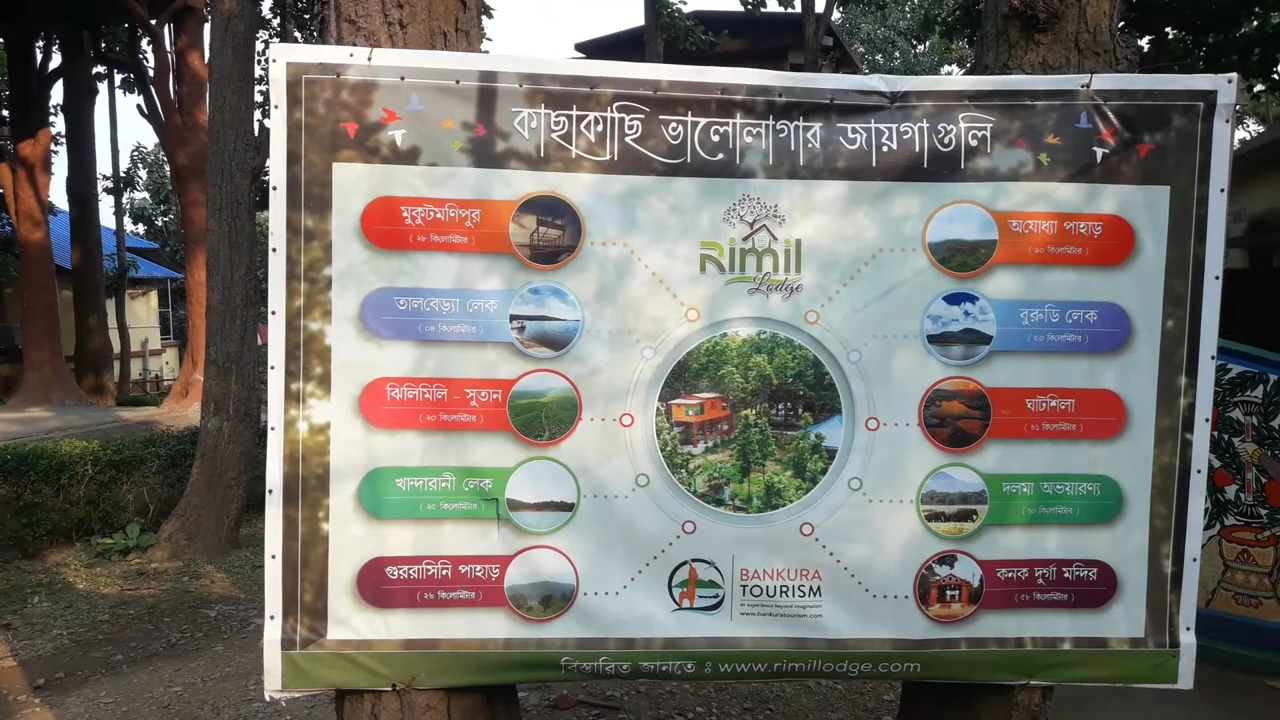 কাছাকাছি ভালোলাগার জায়গাগুলি
মুকুটমণিপুর
( ২৮ কিলোমিটার )
তালবেড়্যা লেক
( ০৪ কিলোমিটার )
ঝিলিমিলি - সুতান
( ২০ কিলোমিটার )
খান্দারানী লেক
( ২৫ কিলোমিটার )
গুররাসিনি পাহাড়
( ২৬ কিলোমিটার )
Rimil
Lodge
অযোধ্যা পাহাড়
( ৯০ কিলোমিটার )
বুরুডি লেক
( ৫০ কিলোমিটার )
ঘাটশিলা
( ৬১ কিলোমিটার )
দলমা অভয়ারণ্য
( ৭০ কিলোমিটার )
কনক দুর্গা মন্দির
( ৫৮ কিলোমিটার )
BANKURA
TOURISM
an experience beyond imagination
www.bankuratourism.com
বিস্তারিত জানতে : www.rimillodge.com